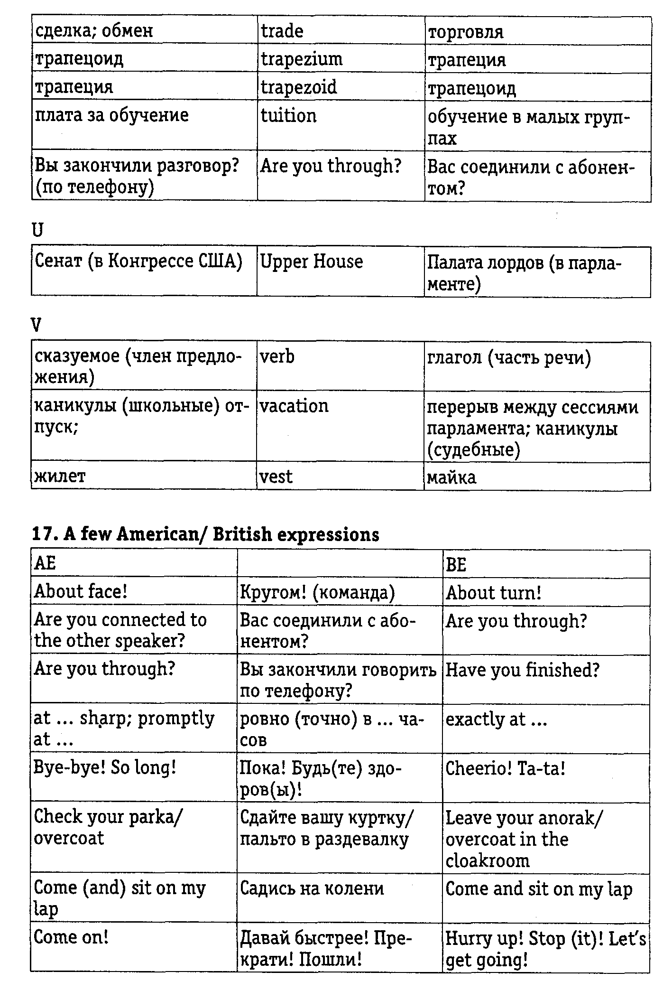 сделка; обмен trade торговля
трапецоид trapezium трапеция
трапеция trapezoid трапецоид
плата за обучение tuition обучение в малых груп-
пах
Вы закончили разговор? Are you through? Вас соединили с абонен-
(по телефону) том?
U
Сенат (в Конгрессе США) Upper House Палата лордов (в парла-
менте)
V
сказуемое (член предло- verb глагол (часть речи)
жения)
каникулы (школьные) от- vacation перерыв между сессиями
пуск; парламента; каникулы
(судебные)
жилет vest майка
17. A few American/ British expressions
AE BE
About face! Кругом! (команда) About turn!
Are you connected to Вас соединили с або- Are you through?
the other speaker? нентом?
Are you through? Вы закончили говорить Have you finished?
по телефону?
at ... sharp; promptly ровно (точно) в ... ча- exactly at ...
at ... сов
Bye-bye! So long! Пока! Будь(те) здо- Cheerio! Ta-ta!
ров(ы)!
Check your parka/ Сдайте вашу куртку/ Leave your anorak/
overcoat пальто в раздевалку overcoat in the
cloakroom
Come (and) sit on my Садись на колени Come and sit on my lap
lap
Come on! Давай быстрее! Пре- Hurry up! Stop (it)! Let's
крати! Пошли! get going!